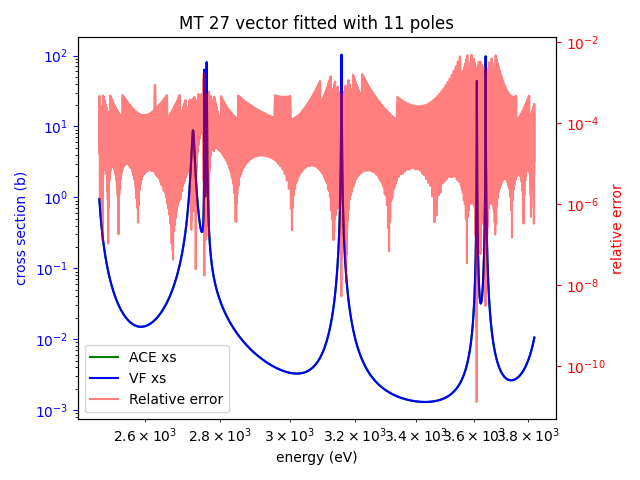 MT 27 vector fitted with 11 poles
cross section (b)
10²
10¹
10⁰
10⁻¹
10⁻²
10⁻³
10⁻²
10⁻⁴
10⁻⁶
10⁻⁸
10⁻¹⁰
relative error
ACE xs
VF xs
Relative error
2.6 × 10³ 2.8 × 10³ 3 × 10³ 3.2 × 10³ 3.4 × 10³ 3.6 × 10³ 3.8 × 10³
energy (eV)